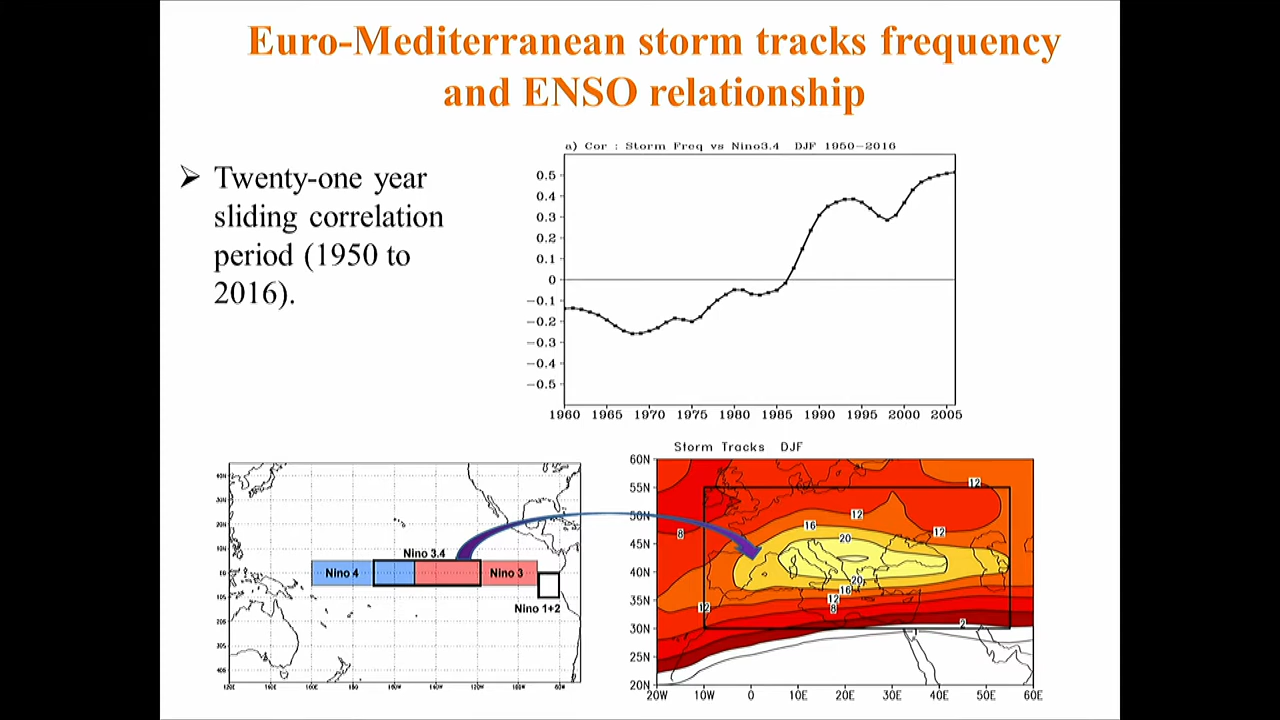 Euro-Mediterranean storm tracks frequency
and ENSO relationship
➢ Twenty-one year
sliding correlation
period (1950 to
2016).
a) Cor : Storm Freq vs Nino3.4 DJF 1950−2016
0.5
0.4
0.3
0.2
0.1
0
−0.1
−0.2
−0.3
−0.4
−0.5
1960 1965 1970 1975 1980 1985 1990 1995 2000 2005
Nino 3.4
Nino 4
Nino 3
Nino 1+2
Storm Tracks DJF
60N
55N
50N
45N
40N
35N
30N
25N
20N
20W 10W 0 10E 20E 30E 40E 50E 60E
12
12
16
12
8
20
20
16
12
12
8
2
1